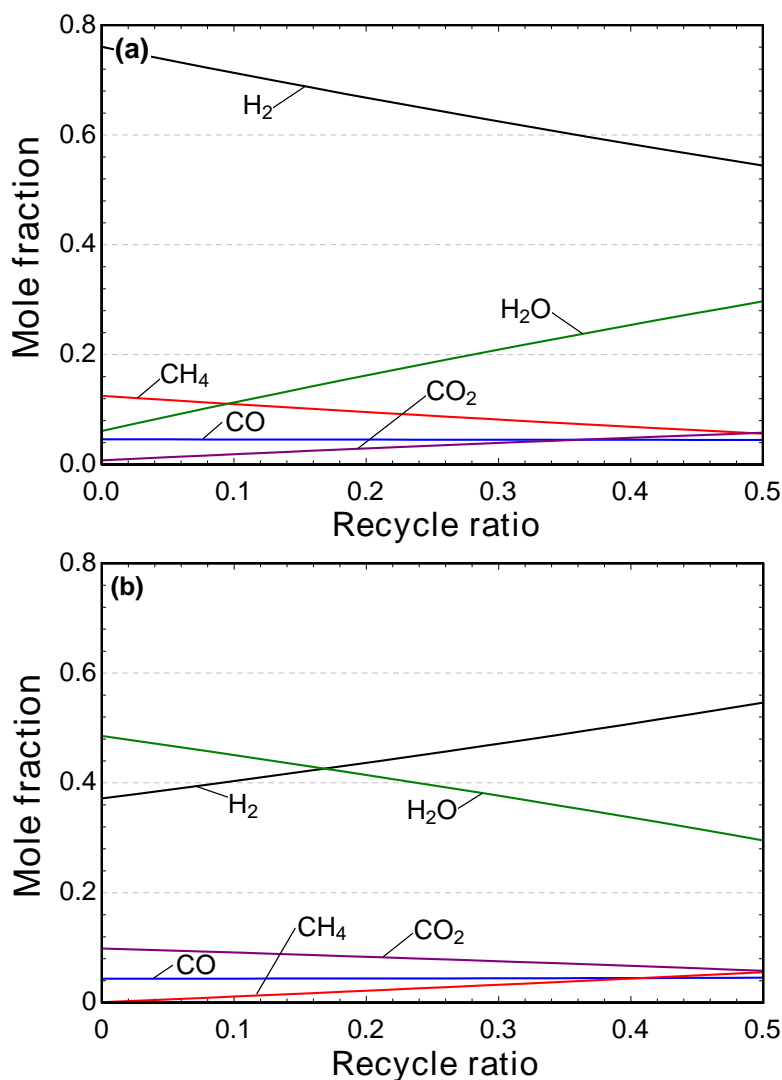 0.8
(a)
H2
0.6
Mole fraction
0.4
H2O
0.2
CH4
CO2
CO
0.0
0.0 0.1 0.2 0.3 0.4 0.5
Recycle ratio
0.8
(b)
0.6
Mole fraction
0.4
H2
H2O
0.2
CH4
CO2
CO
0
0 0.1 0.2 0.3 0.4 0.5
Recycle ratio